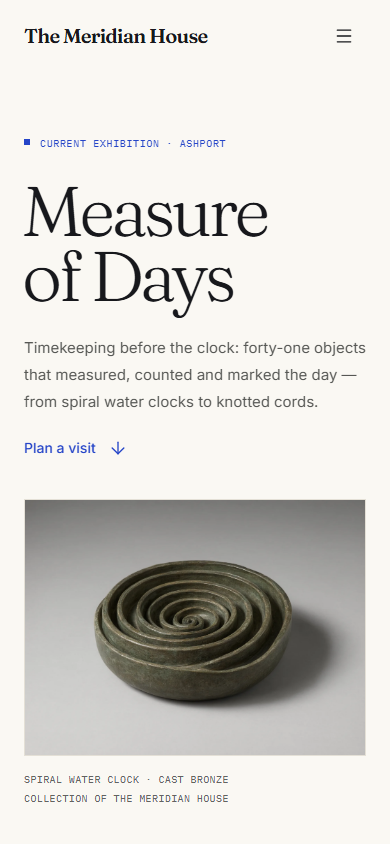 The Meridian House
CURRENT EXHIBITION · ASHPORT
Measure
of Days
Timekeeping before the clock: forty-one objects
that measured, counted and marked the day —
from spiral water clocks to knotted cords.
Plan a visit
SPIRAL WATER CLOCK · CAST BRONZE
COLLECTION OF THE MERIDIAN HOUSE